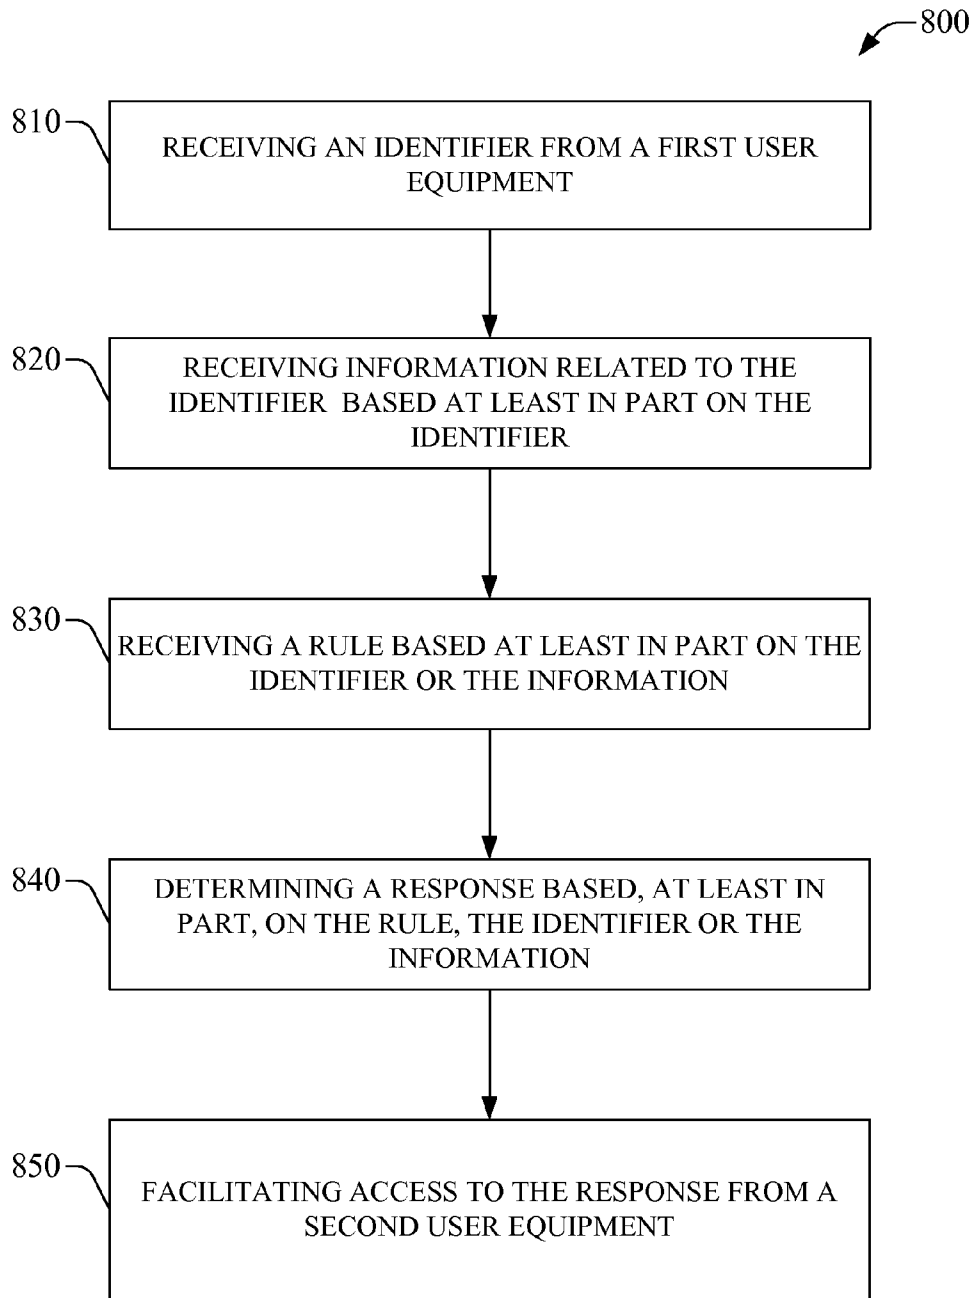 800
810
RECEIVING AN IDENTIFIER FROM A FIRST USER
EQUIPMENT
820
RECEIVING INFORMATION RELATED TO THE
IDENTIFIER BASED AT LEAST IN PART ON THE
IDENTIFIER
830
RECEIVING A RULE BASED AT LEAST IN PART ON THE
IDENTIFIER OR THE INFORMATION
840
DETERMINING A RESPONSE BASED, AT LEAST IN
PART, ON THE RULE, THE IDENTIFIER OR THE
INFORMATION
850
FACILITATING ACCESS TO THE RESPONSE FROM A
SECOND USER EQUIPMENT